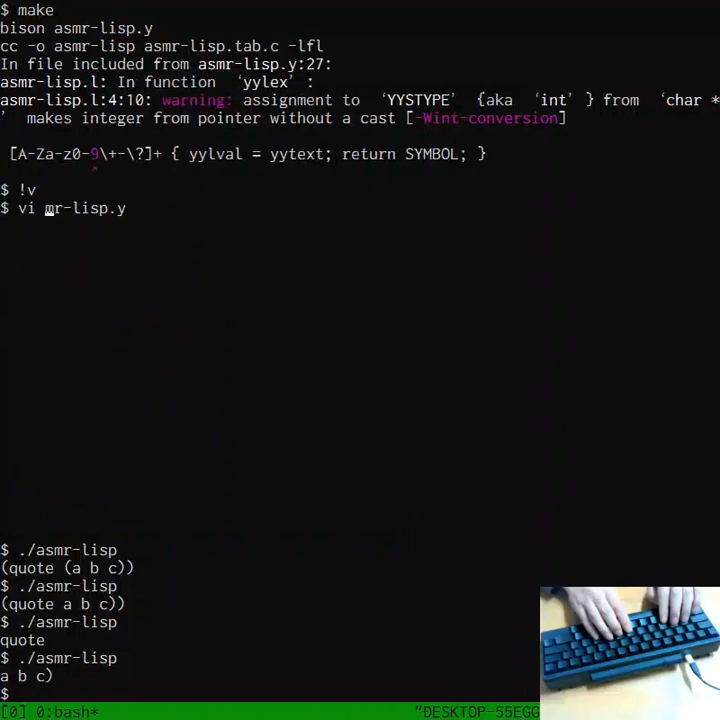 $ make
bison asmr-lisp.y
cc -o asmr-lisp asmr-lisp.tab.c -lfl
In file included from asmr-lisp.y:27:
asmr-lisp.l: In function ‘yylex’ :
asmr-lisp.l:4:10: warning: assignment to ‘YYSTYPE’ {aka ‘int’ } from ‘char *
’ makes integer from pointer without a cast [-Wint-conversion]
[A-Za-z0-9\+-\?]+ { yylval = yytext; return SYMBOL; }
^
$ !v
$ vi mr-lisp.y
$ ./asmr-lisp
(quote (a b c))
$ ./asmr-lisp
(quote a b c))
$ ./asmr-lisp
quote
$ ./asmr-lisp
a b c)
$
[0] 0:bash* "DESKTOP-55EGG